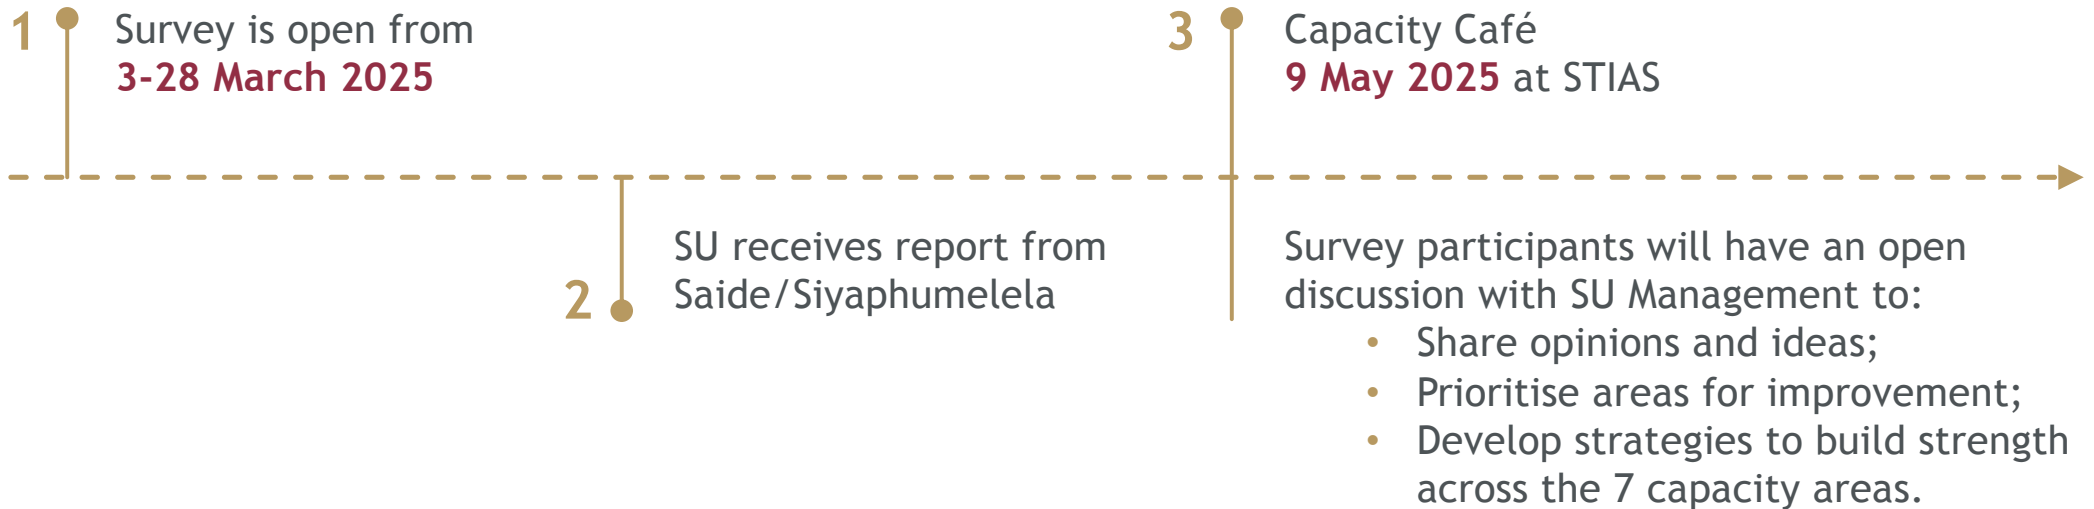 1
Survey is open from
3-28 March 2025
2
SU receives report from
Saide/Siyaphumelela
3
Capacity Café
9 May 2025 at STIAS
Survey participants will have an open
discussion with SU Management to:
• Share opinions and ideas;
• Prioritise areas for improvement;
• Develop strategies to build strength
across the 7 capacity areas.